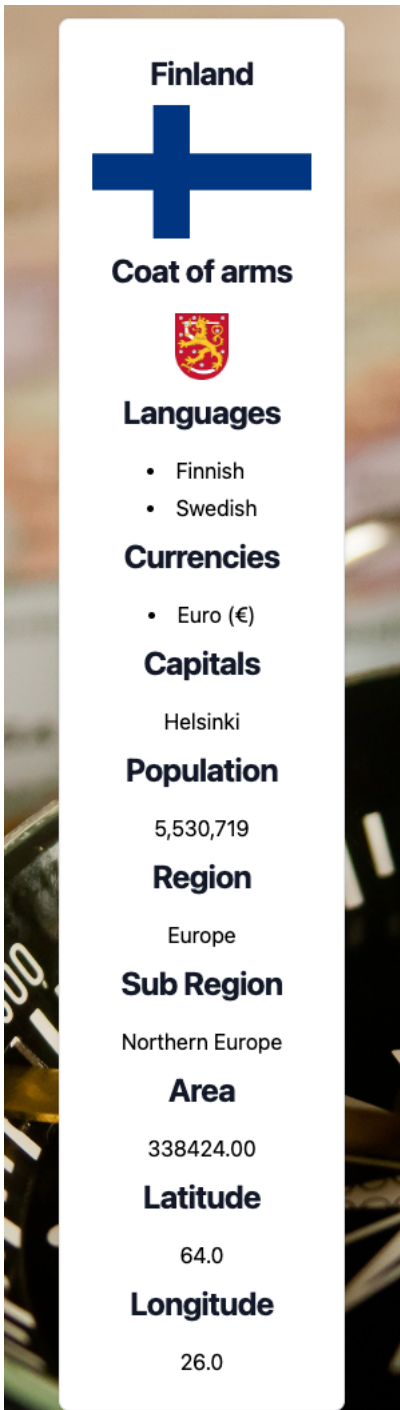 Finland
Coat of arms
Languages
• Finnish
• Swedish
Currencies
• Euro (€)
Capitals
Helsinki
Population
5,530,719
Region
Europe
Sub Region
Northern Europe
Area
338424.00
Latitude
64.0
Longitude
26.0